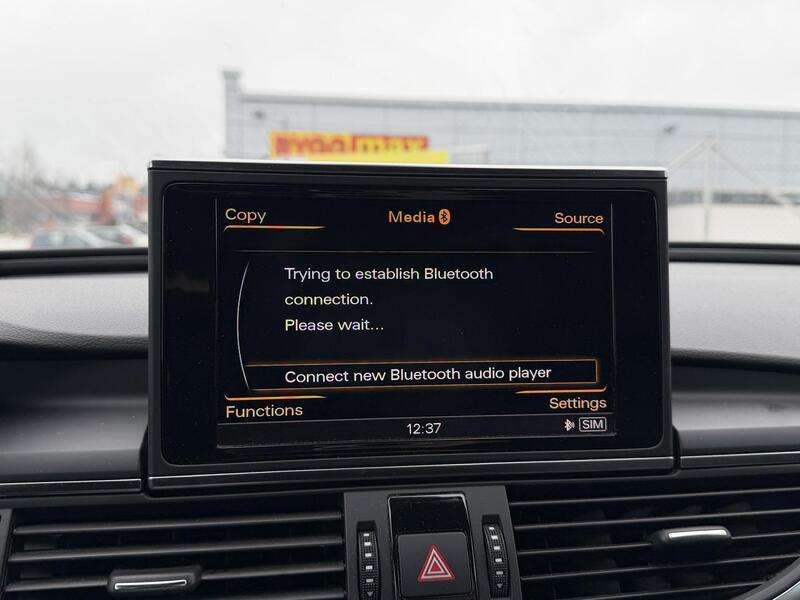 BYGGMAX
Copy
Media
Source
Trying to establish Bluetooth
connection.
Please wait...
Connect new Bluetooth audio player
Functions
Settings
12:37
SIM